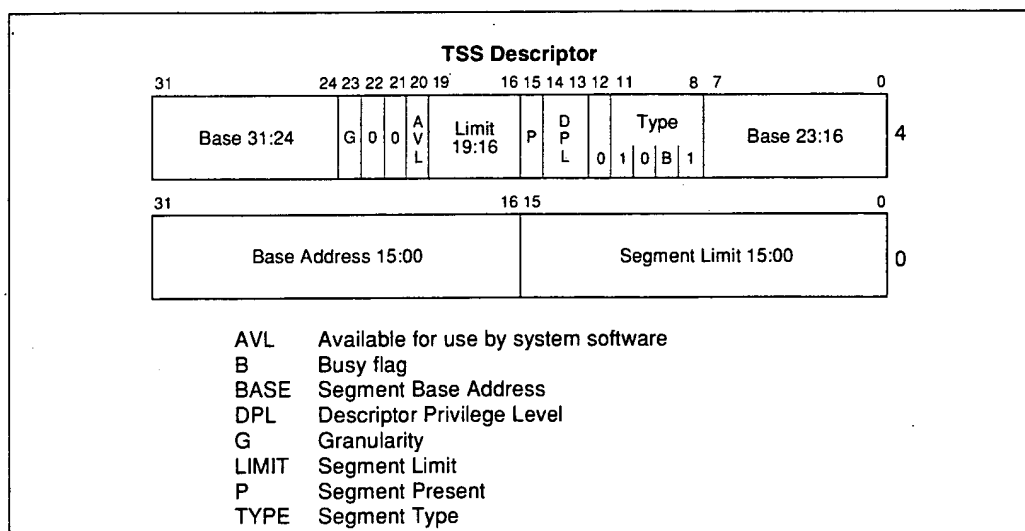 TSS Descriptor
31 24 23 22 21 20 19 16 15 14 13 12 11 8 7 0
Base 31:24 G 0 0 AVL Limit 19:16 P DPL 0 Type 1 0 B 1 Base 23:16 4
31 16 15 0
Base Address 15:00 Segment Limit 15:00 0
AVL Available for use by system software
B Busy flag
BASE Segment Base Address
DPL Descriptor Privilege Level
G Granularity
LIMIT Segment Limit
P Segment Present
TYPE Segment Type